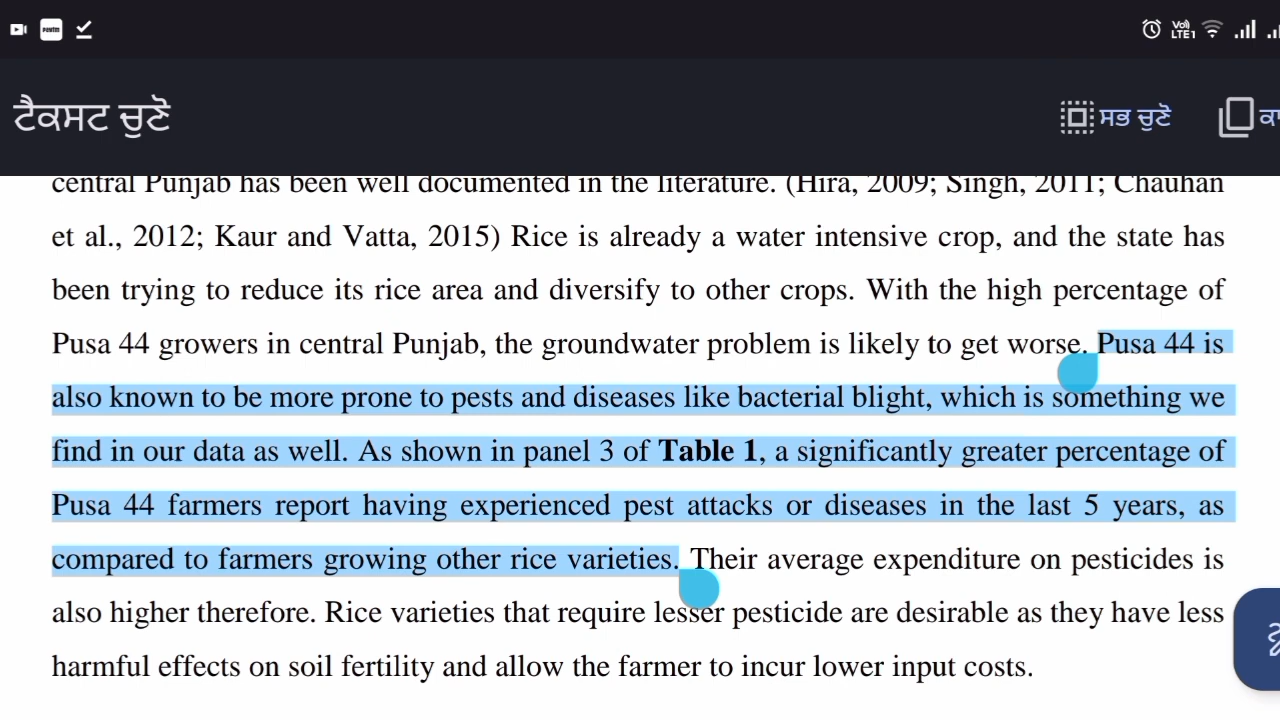 ਟੈਕਸਟ ਚੁਣੋ
ਸਭ ਚੁਣੋ
central Punjab has been well documented in the literature. (Hira, 2009; Singh, 2011; Chauhan
et al., 2012; Kaur and Vatta, 2015) Rice is already a water intensive crop, and the state has
been trying to reduce its rice area and diversify to other crops. With the high percentage of
Pusa 44 growers in central Punjab, the groundwater problem is likely to get worse. Pusa 44 is
also known to be more prone to pests and diseases like bacterial blight, which is something we
find in our data as well. As shown in panel 3 of Table 1, a significantly greater percentage of
Pusa 44 farmers report having experienced pest attacks or diseases in the last 5 years, as
compared to farmers growing other rice varieties. Their average expenditure on pesticides is
also higher therefore. Rice varieties that require lesser pesticide are desirable as they have less
harmful effects on soil fertility and allow the farmer to incur lower input costs.